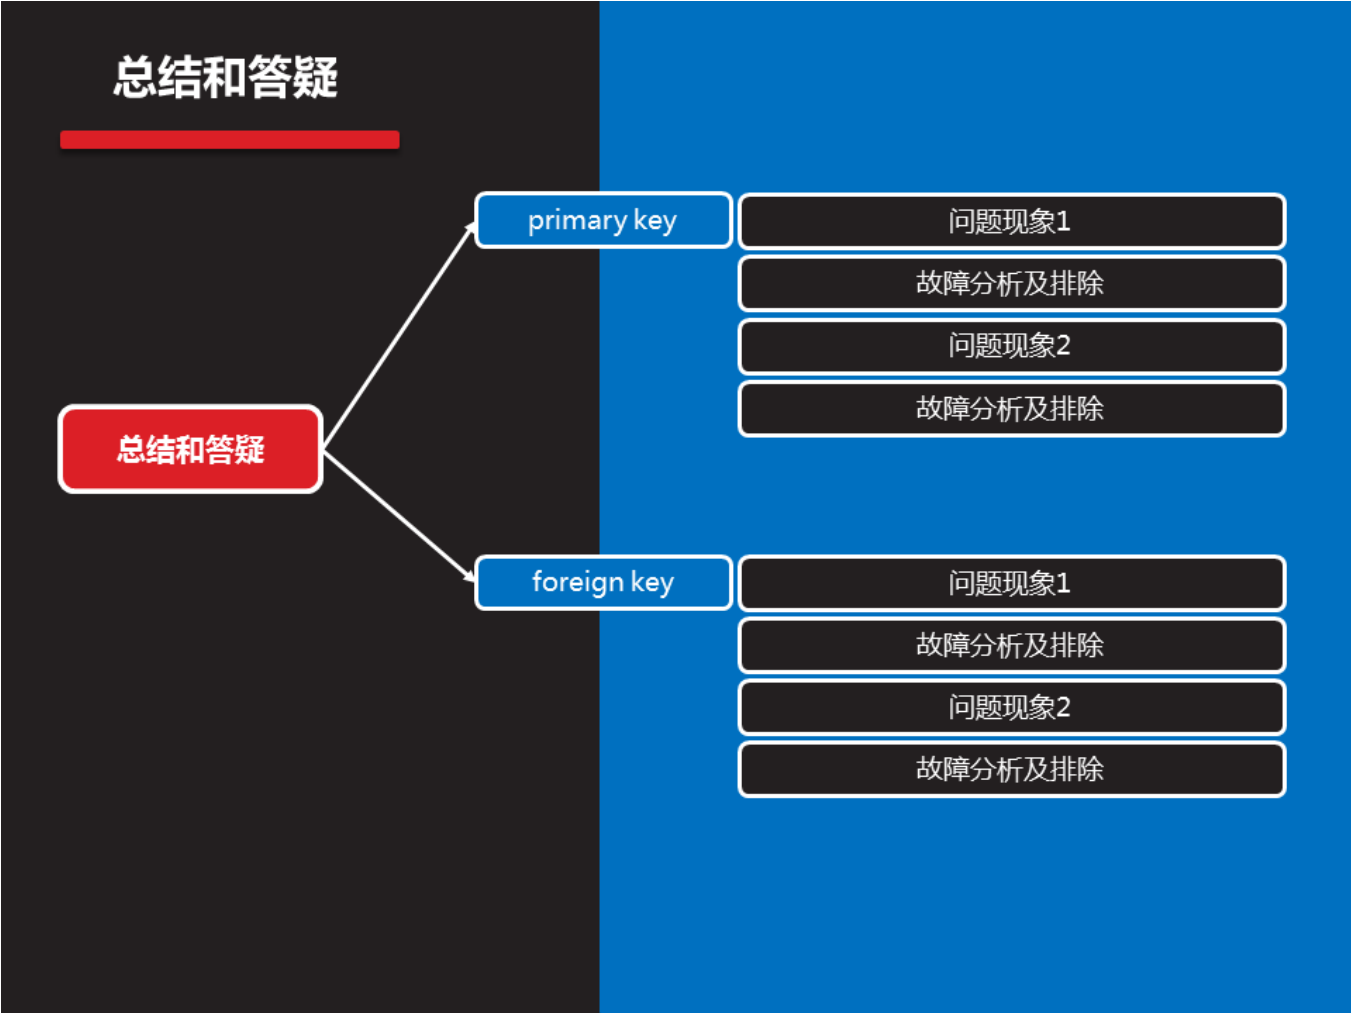 总结和答疑
primary key
问题现象1
故障分析及排除
问题现象2
故障分析及排除
总结和答疑
foreign key
问题现象1
故障分析及排除
问题现象2
故障分析及排除